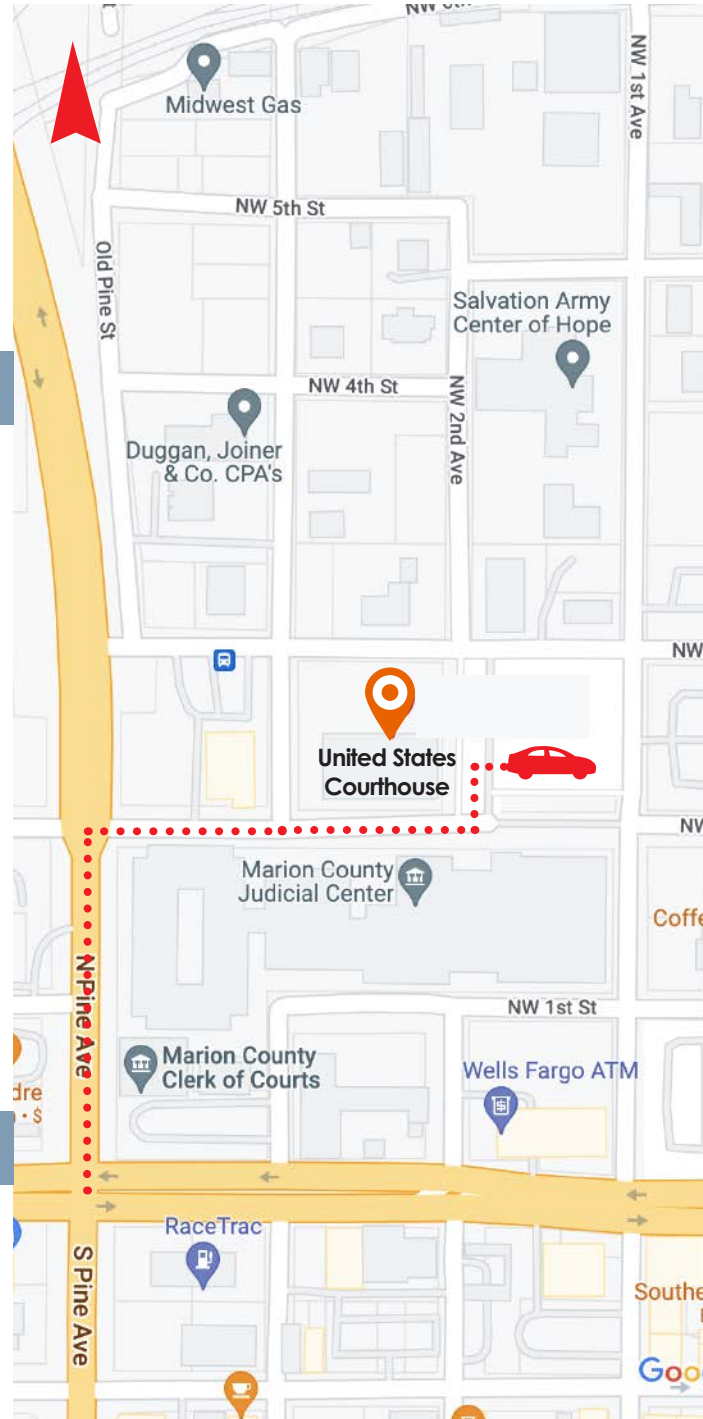 Midwest Gas
NW 1st Ave
NW 5th St
Old Pine St
Salvation Army
Center of Hope
NW 4th St
NW 2nd Ave
Duggan, Joiner
& Co. CPA's
NW
United States
Courthouse
NW
Marion County
Judicial Center
N Pine Ave
NW 1st St
Marion County
Clerk of Courts
Wells Fargo ATM
$
RaceTrac
S Pine Ave